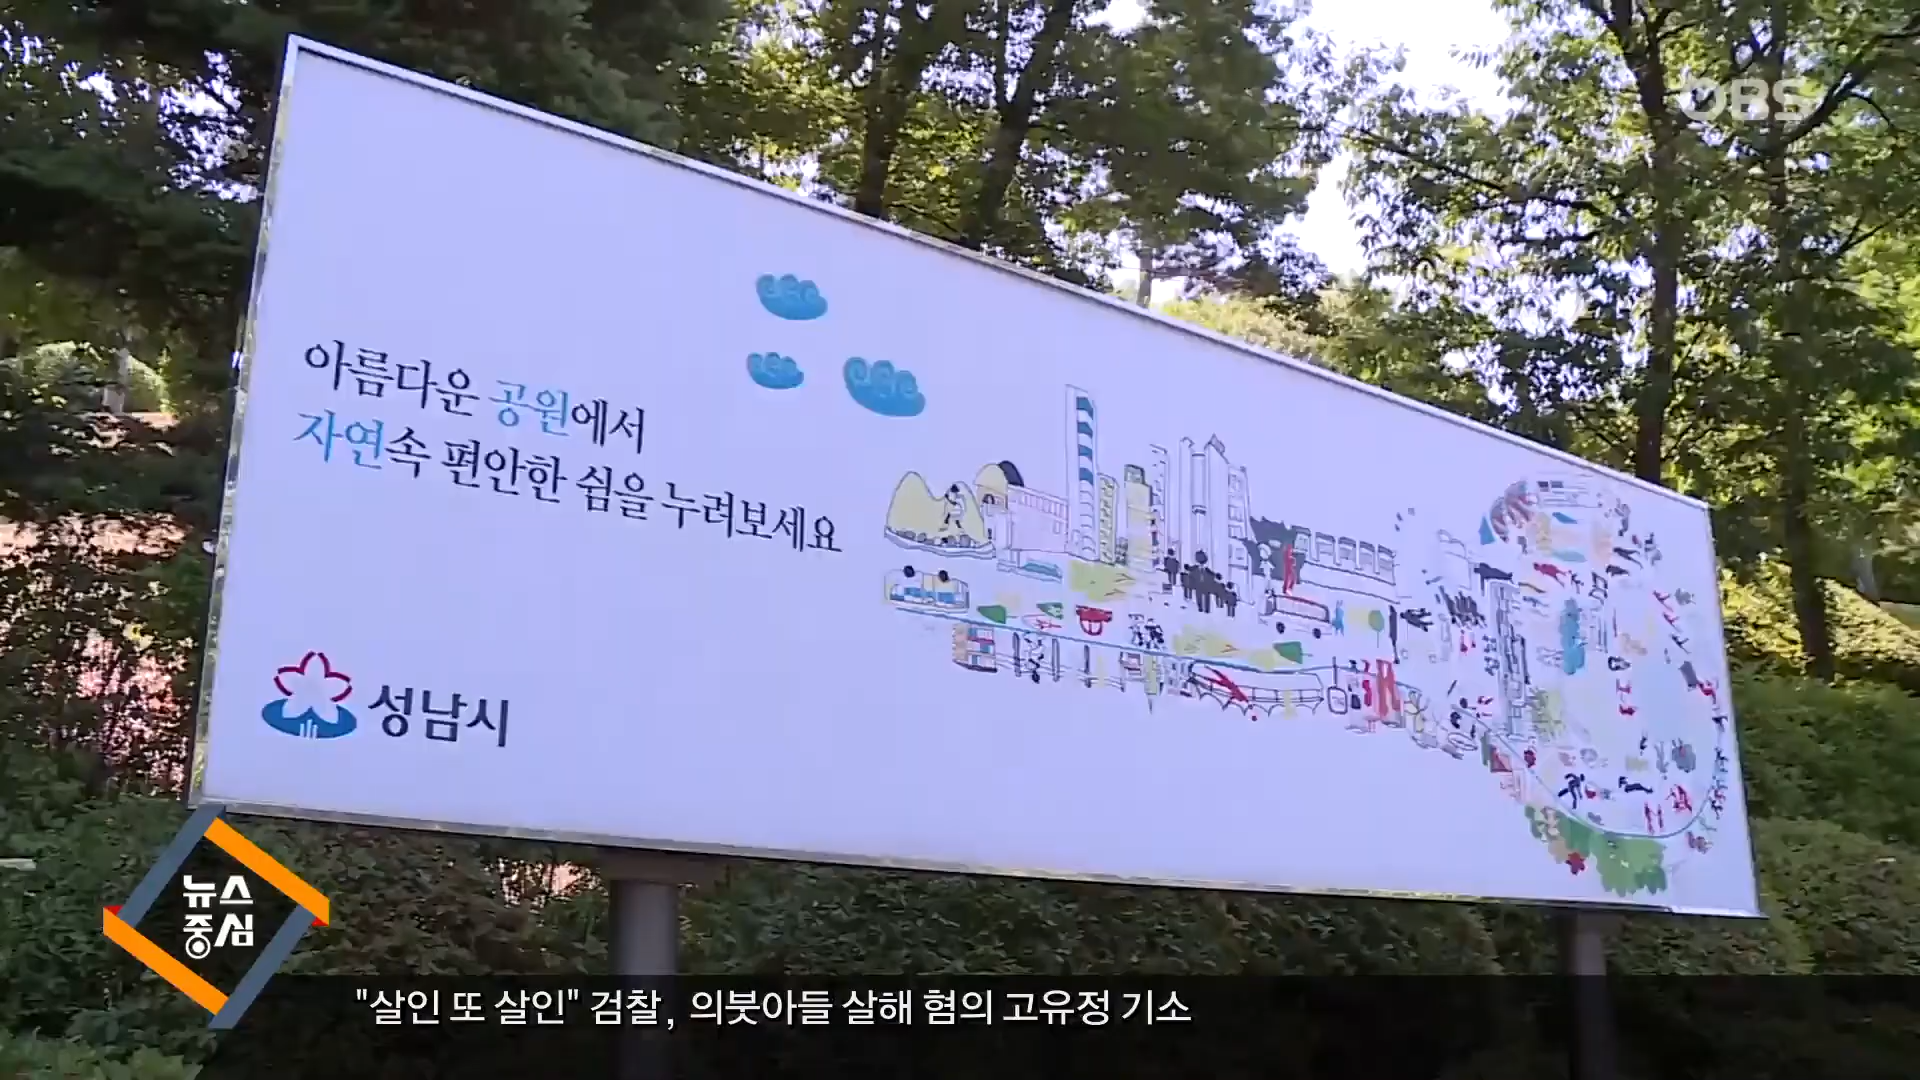 OBS
아름다운 공원에서
자연속 편안한 쉼을 누려보세요
성남시
뉴스
중심
"살인 또 살인" 검찰, 의붓아들 살해 혐의 고유정 기소